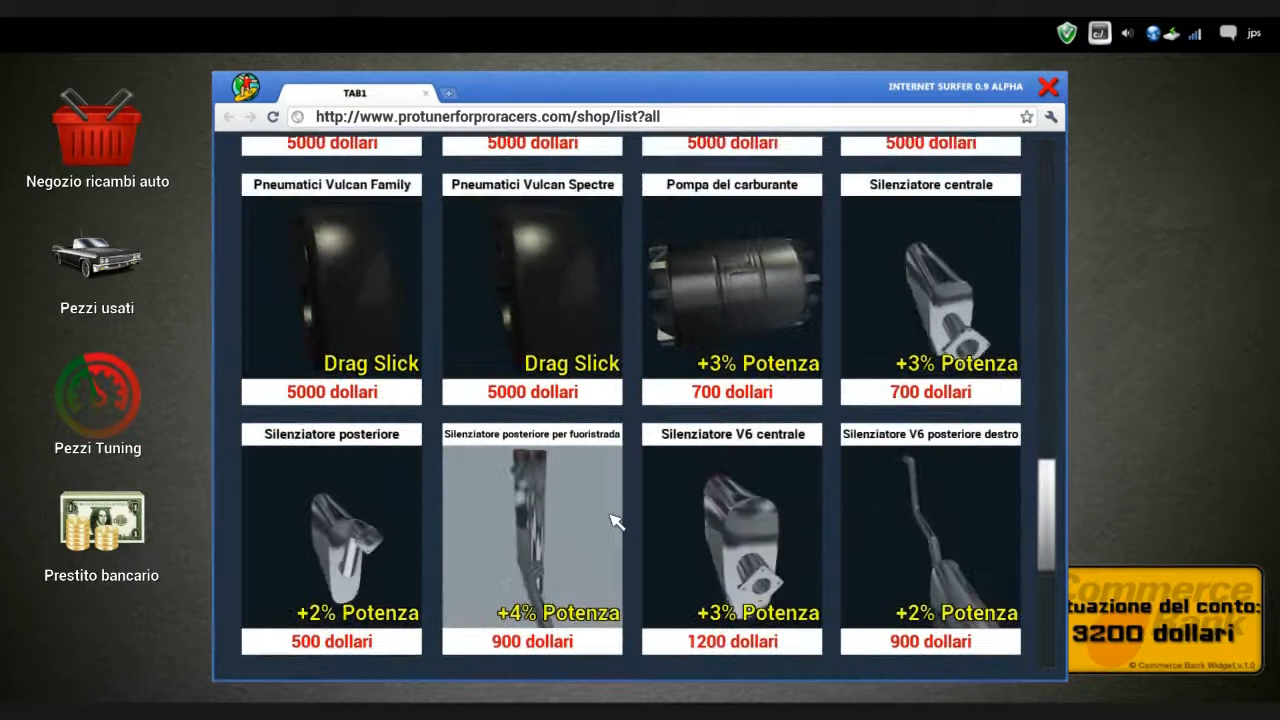 c:/
jps
TAB1
INTERNET SURFER 0.9 ALPHA
http://www.protunerforproracers.com/shop/list?all
Negozio ricambi auto
Pezzi usati
Pezzi Tuning
Prestito bancario
5000 dollari 5000 dollari 5000 dollari 5000 dollari
Pneumatici Vulcan Family Pneumatici Vulcan Spectre Pompa del carburante Silenziatore centrale
Drag Slick Drag Slick +3% Potenza +3% Potenza
5000 dollari 5000 dollari 700 dollari 700 dollari
Silenziatore posteriore Silenziatore posteriore per fuoristrada Silenziatore V6 centrale Silenziatore V6 posteriore destro
+2% Potenza +4% Potenza +3% Potenza +2% Potenza
500 dollari 900 dollari 1200 dollari 900 dollari
Commerce
Bank
tuazione del conto:
3200 dollari
© Commerce Bank Widget v.1.0